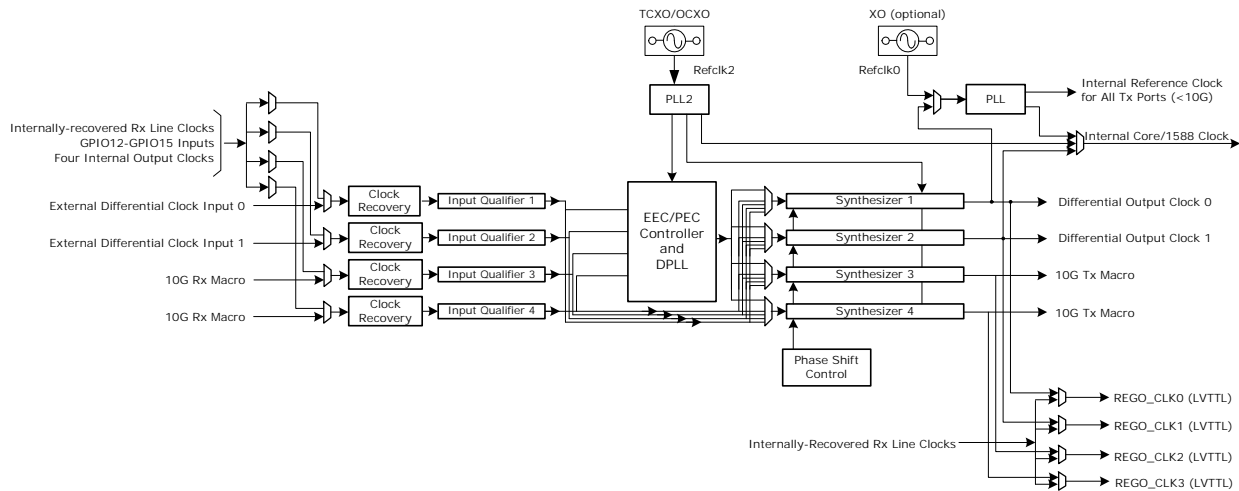 TCXO/OCXO
XO (optional)
Refclk2
Refclk0
PLL2
PLL
Internal Reference Clock
for All Tx Ports (<10G)
Internal Core/1588 Clock
Internally-recovered Rx Line Clocks
GPIO12-GPIO15 Inputs
Four Internal Output Clocks
External Differential Clock Input 0
Clock
Recovery
Input Qualifier 1
EEC/PEC
Controller
and
DPLL
Synthesizer 1
Differential Output Clock 0
External Differential Clock Input 1
Clock
Recovery
Input Qualifier 2
Synthesizer 2
Differential Output Clock 1
10G Rx Macro
Clock
Recovery
Input Qualifier 3
Synthesizer 3
10G Tx Macro
10G Rx Macro
Clock
Recovery
Input Qualifier 4
Synthesizer 4
10G Tx Macro
Phase Shift
Control
Internally-Recovered Rx Line Clocks
REGO_CLK0 (LVTTL)
REGO_CLK1 (LVTTL)
REGO_CLK2 (LVTTL)
REGO_CLK3 (LVTTL)